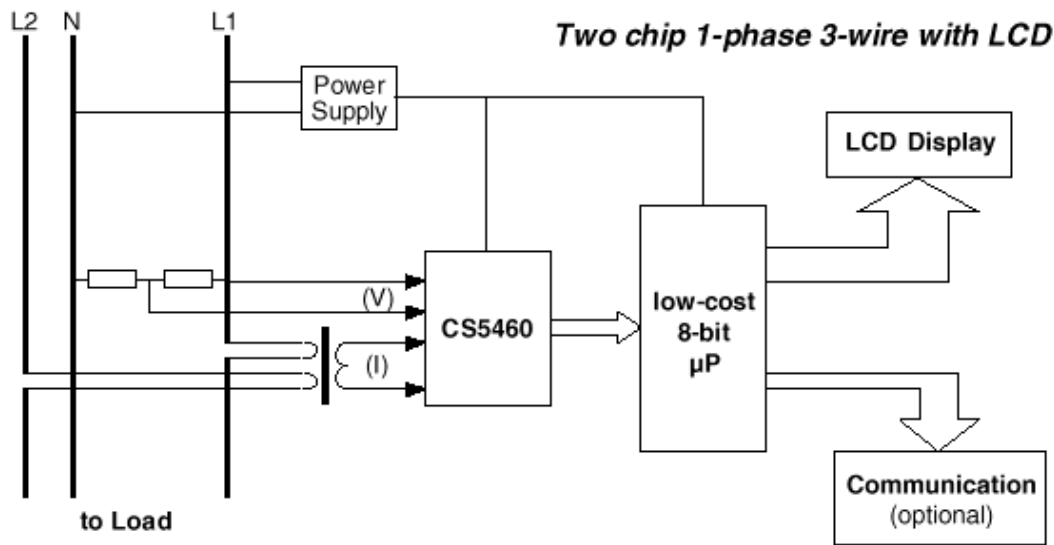 L2 N L1
Two chip 1-phase 3-wire with LCD
Power
Supply
LCD Display
(V)
CS5460
low-cost
8-bit
µP
(I)
Communication
(optional)
to Load